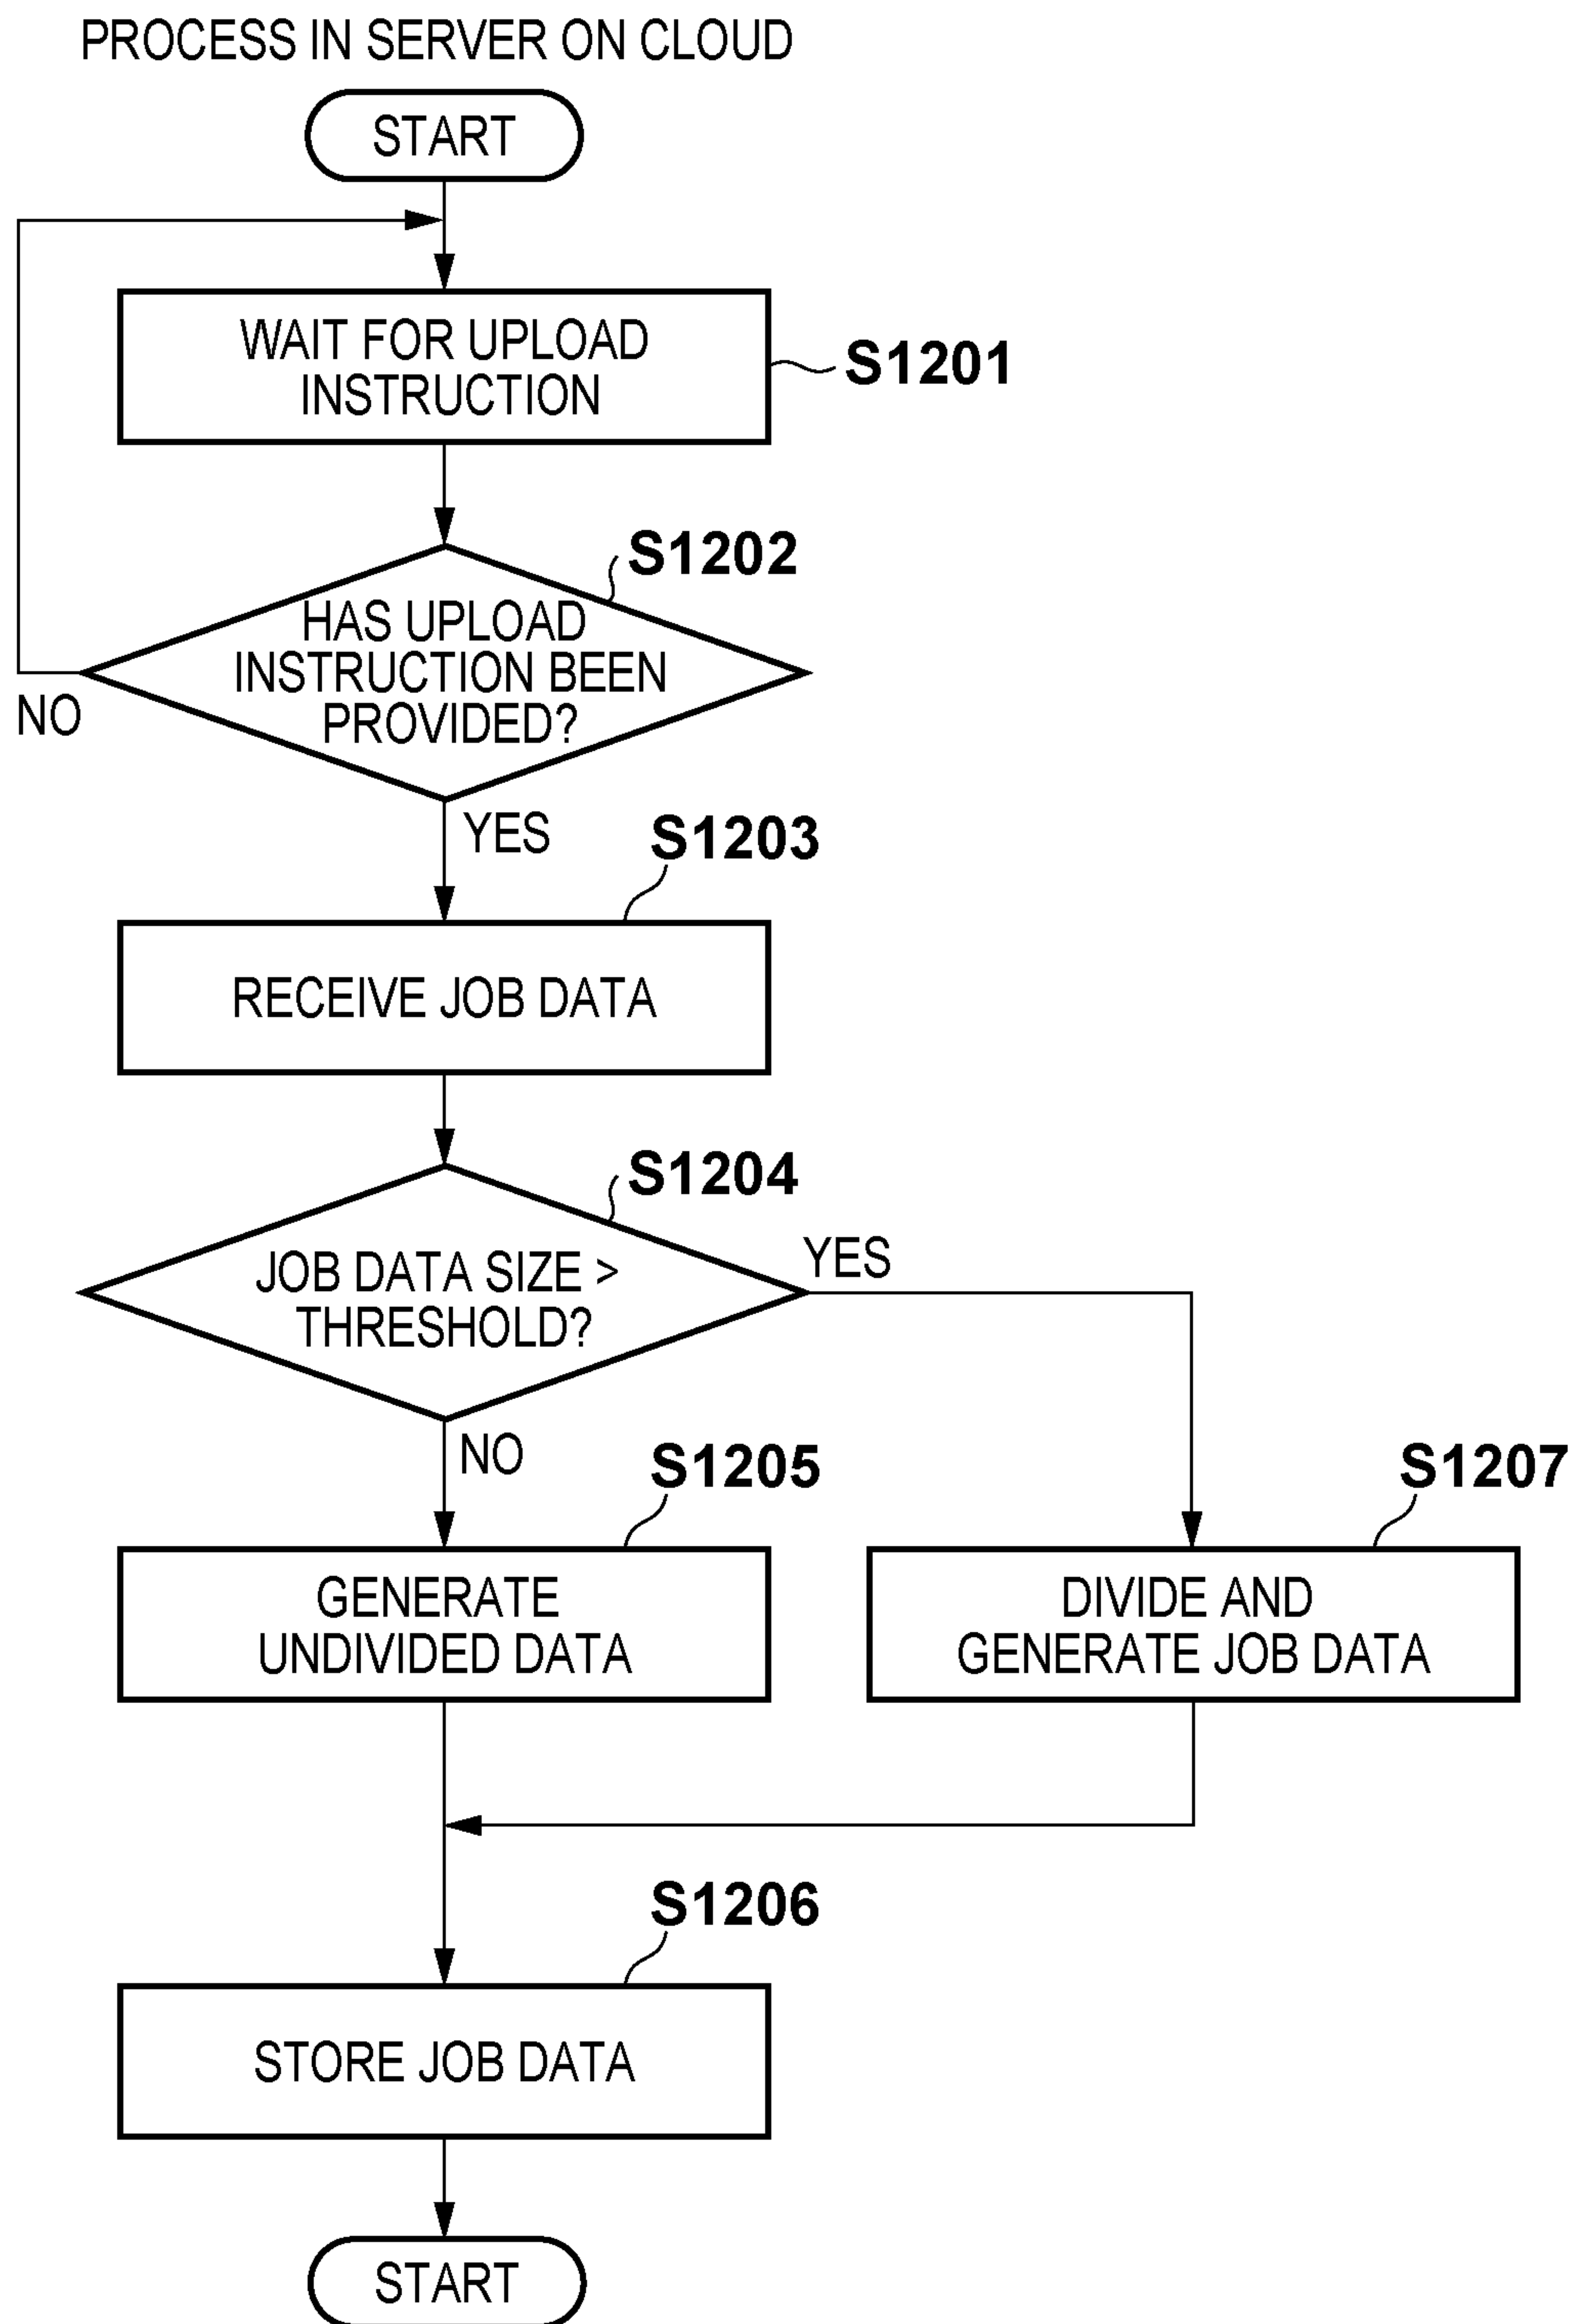 PROCESS IN SERVER ON CLOUD
START
WAIT FOR UPLOAD
INSTRUCTION
S1201
S1202
HAS UPLOAD
INSTRUCTION BEEN
PROVIDED?
NO
YES
S1203
RECEIVE JOB DATA
S1204
JOB DATA SIZE >
THRESHOLD?
YES
NO
S1205
GENERATE
UNDIVIDED DATA
S1207
DIVIDE AND
GENERATE JOB DATA
S1206
STORE JOB DATA
START